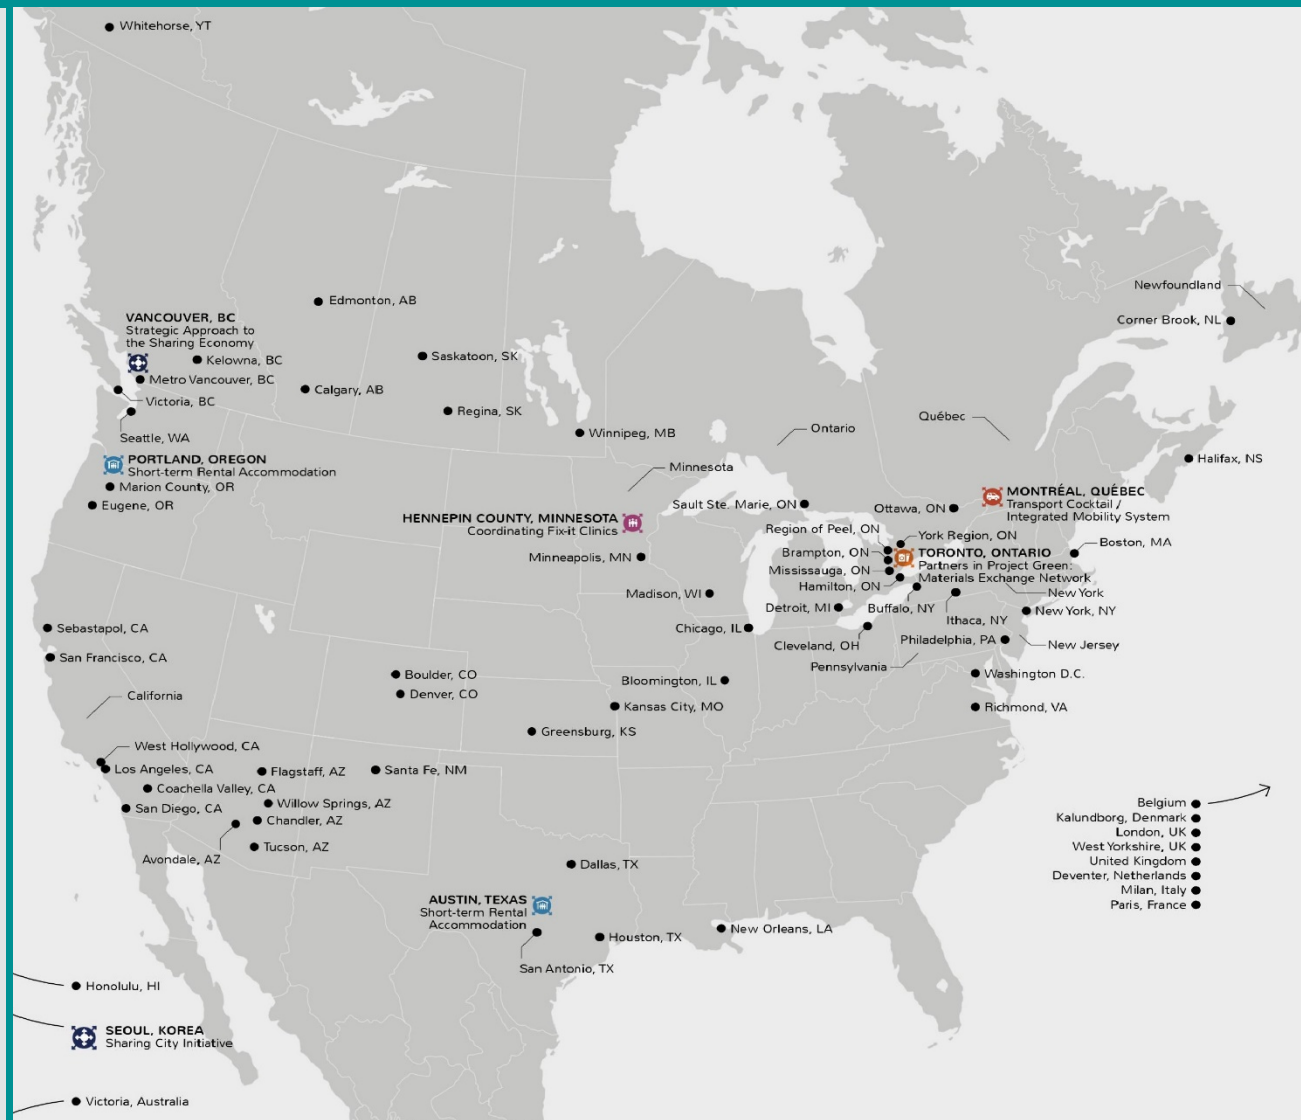 Whitehorse, YT
Newfoundland
Edmonton, AB
Corner Brook, NL
VANCOUVER, BC
Strategic Approach to
the Sharing Economy
Saskatoon, SK
Kelowna, BC
Metro Vancouver, BC
Calgary, AB
Victoria, BC
Regina, SK
Québec
Ontario
Seattle, WA
Winnipeg, MB
PORTLAND, OREGON
Short-term Rental Accommodation
Halifax, NS
Minnesota
Marion County, OR
MONTRÉAL, QUÉBEC
Transport Cocktail /
Integrated Mobility System
Eugene, OR
Sault Ste. Marie, ON
Ottawa, ON
HENNEPIN COUNTY, MINNESOTA
Coordinating Fix-it Clinics
Region of Peel, ON
York Region, ON
Boston, MA
Brampton, ON
TORONTO, ONTARIO
Partners in Project Green:
Materials Exchange Network
Minneapolis, MN
Mississauga, ON
Hamilton, ON
New York
Madison, WI
Detroit, MI
Buffalo, NY
New York, NY
Ithaca, NY
Sebastapol, CA
Chicago, IL
Cleveland, OH
Philadelphia, PA
New Jersey
San Francisco, CA
Pennsylvania
Boulder, CO
Washington D.C.
Bloomington, IL
Denver, CO
California
Kansas City, MO
Richmond, VA
Greensburg, KS
West Hollywood, CA
Los Angeles, CA
Flagstaff, AZ
Santa Fe, NM
Coachella Valley, CA
Willow Springs, AZ
San Diego, CA
Chandler, AZ
Belgium
Kalundborg, Denmark
London, UK
West Yorkshire, UK
United Kingdom
Deventer, Netherlands
Milan, Italy
Paris, France
Tucson, AZ
Avondale, AZ
Dallas, TX
AUSTIN, TEXAS
Short-term Rental
Accommodation
New Orleans, LA
Houston, TX
San Antonio, TX
Honolulu, HI
SEOUL, KOREA
Sharing City Initiative
Victoria, Australia